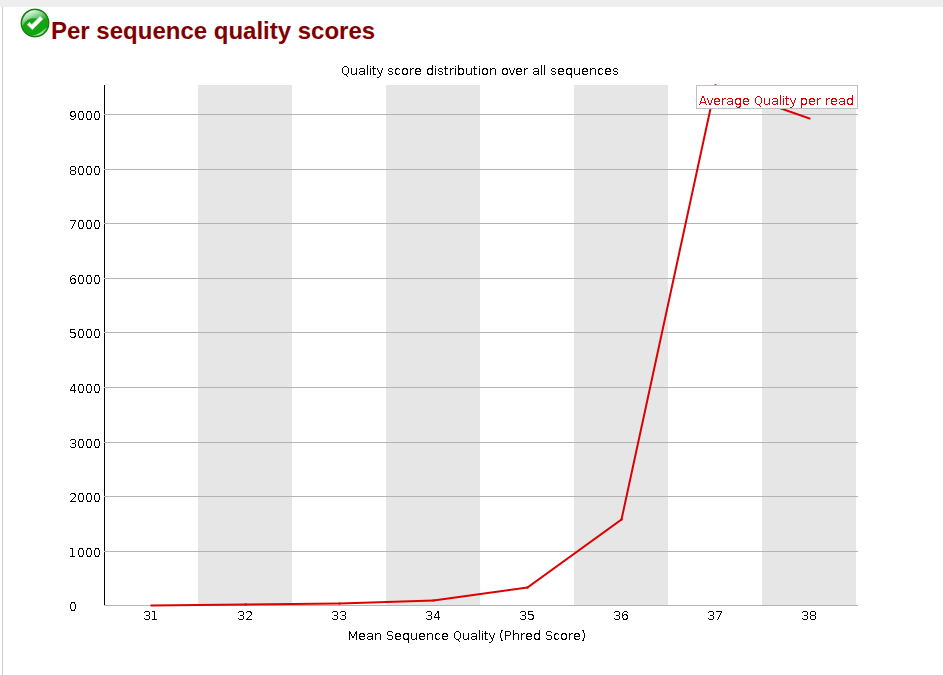 Per sequence quality scores
Quality score distribution over all sequences
Average Quality per read
9000
8000
7000
6000
5000
4000
3000
2000
1000
0
31 32 33 34 35 36 37 38
Mean Sequence Quality (Phred Score)